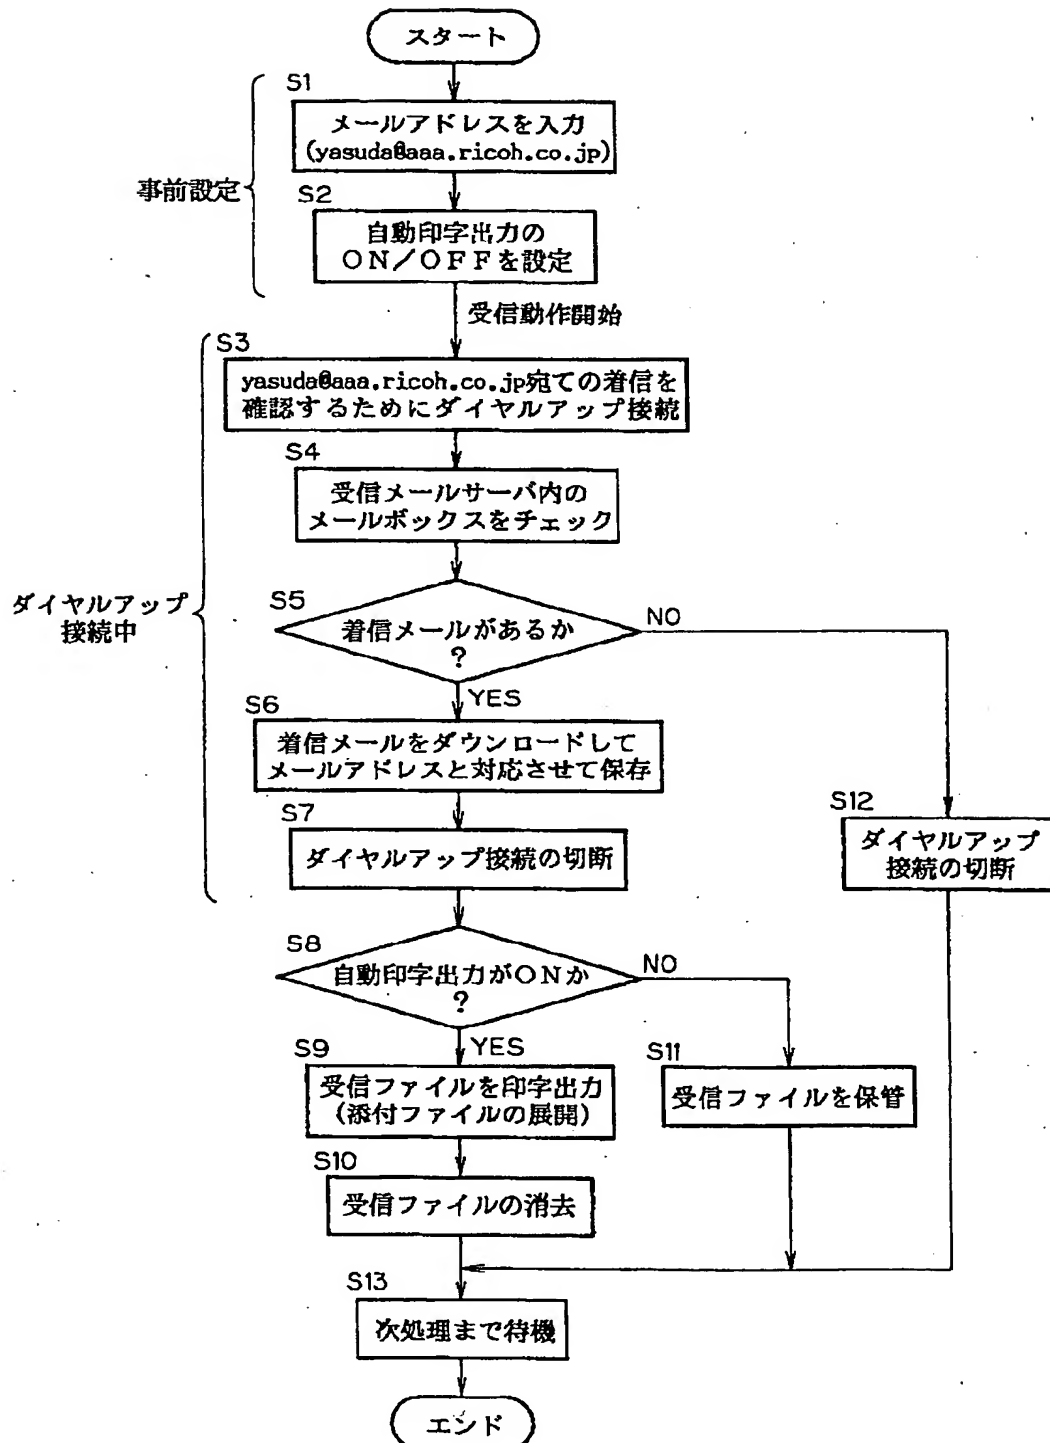 スタート
S1
メールアドレスを入力
(yasuda@aaa.ricoh.co.jp)
事前設定
S2
自動印字出力の
ON/OFFを設定
受信動作開始
S3
yasuda@aaa.ricoh.co.jp宛ての着信を
確認するためにダイヤルアップ接続
S4
受信メールサーバ内の
メールボックスをチェック
ダイヤルアップ
接続中
S5
着信メールがあるか
?
NO
YES
S6
着信メールをダウンロードして
メールアドレスと対応させて保存
S7
ダイヤルアップ接続の切断
S12
ダイヤルアップ
接続の切断
S8
自動印字出力がONか
?
NO
YES
S9
受信ファイルを印字出力
(添付ファイルの展開)
S11
受信ファイルを保管
S10
受信ファイルの消去
S13
次処理まで待機
エンド